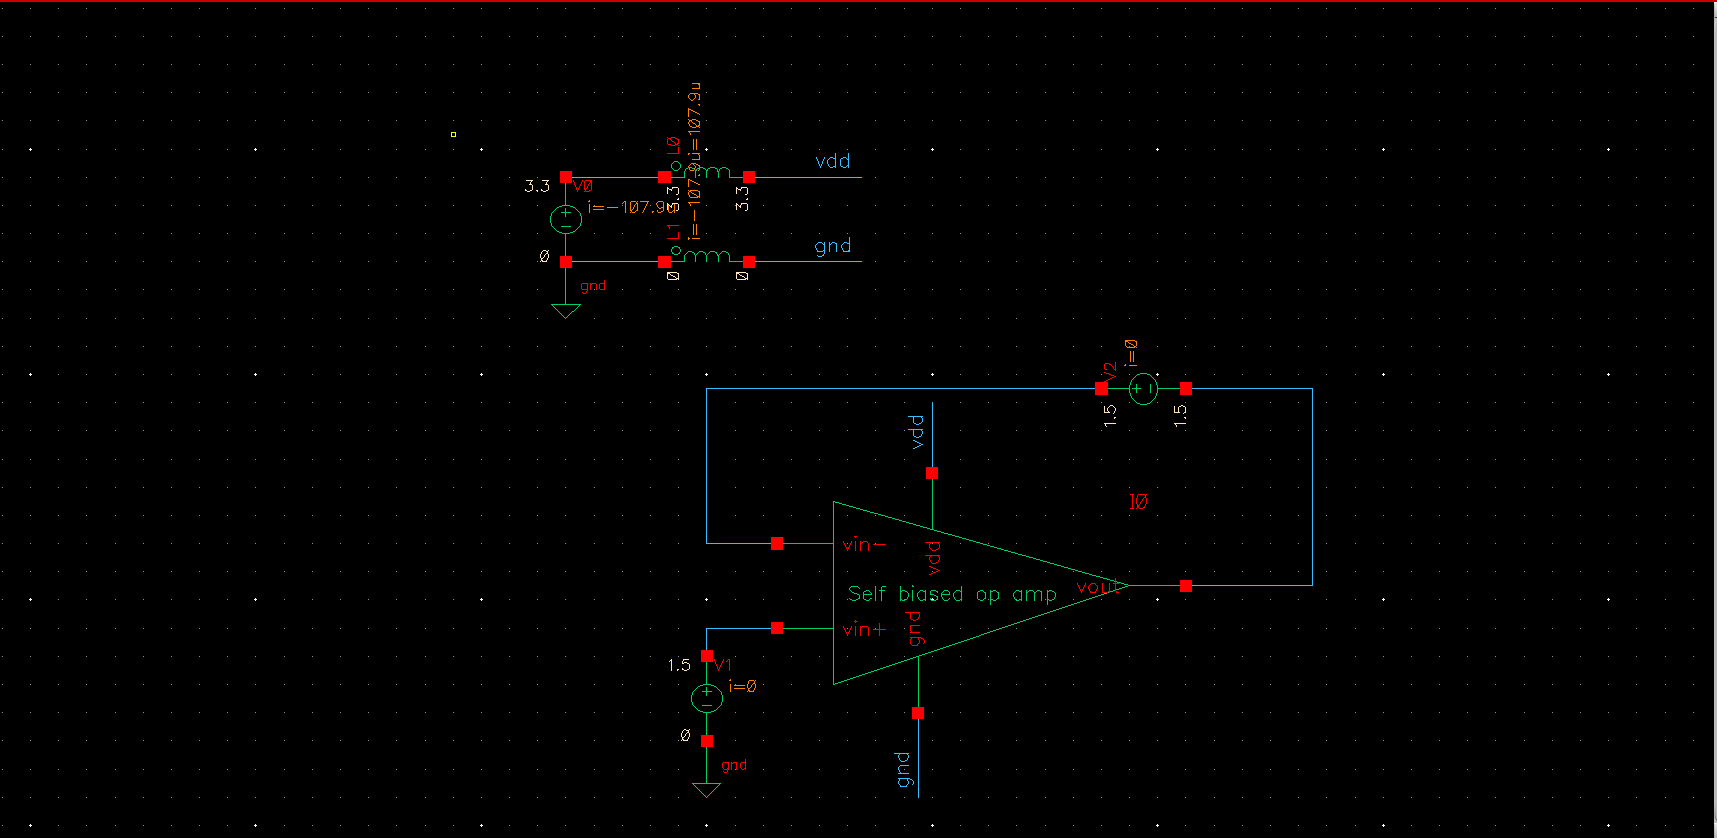 i=107.9u
L0
vdd
3.3
V0
3.3
3.3
i=-107.9u
i=-107.9u
L1
gnd
0
0
0
gnd
i=0
V2
1.5
1.5
vdd
I0
vin-
vdd
vout
Self biased op amp
vin+
gnd
1.5
V1
i=0
0
gnd
gnd